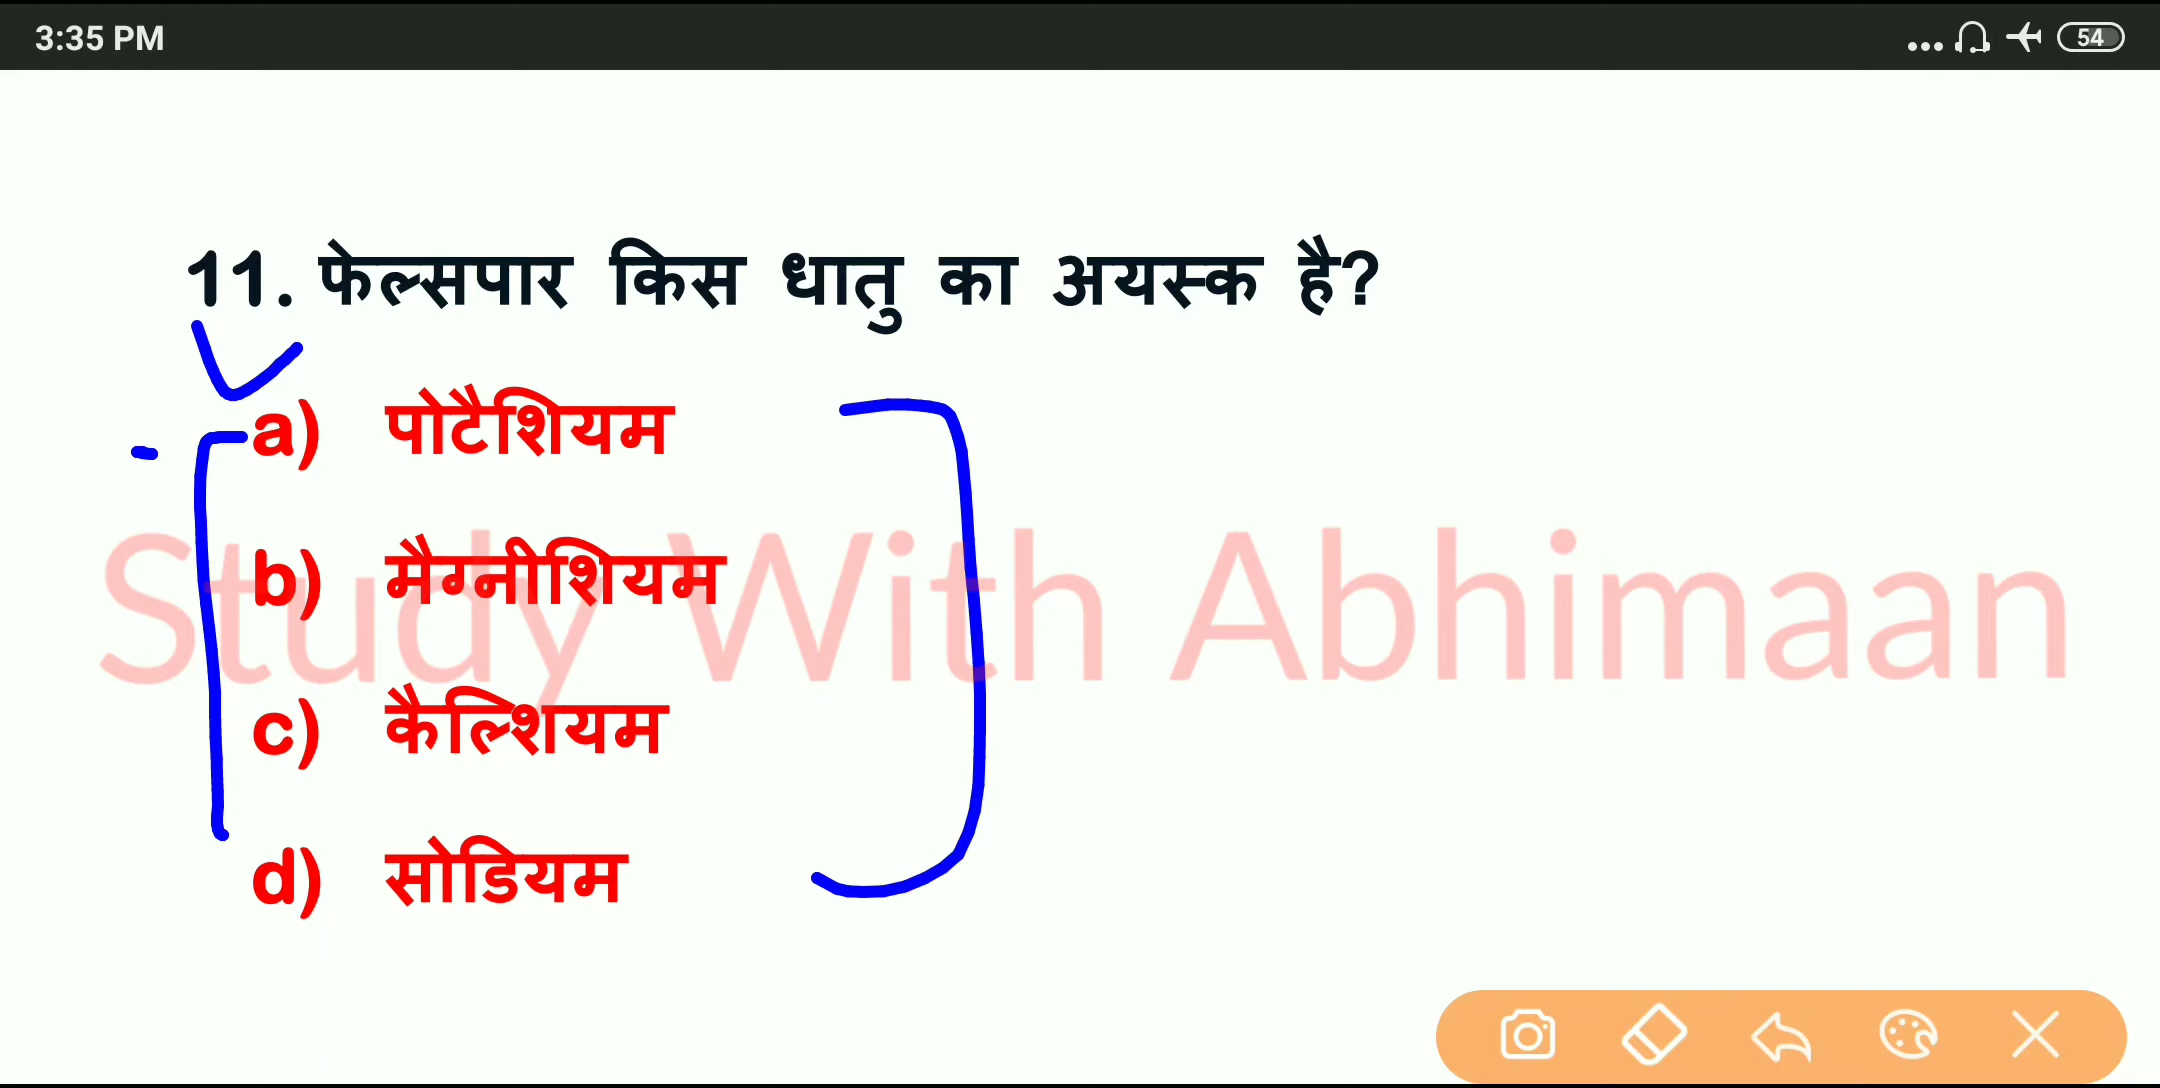 3:35 PM
54
11. फेल्सपार किस धातु का अयस्क है?
a) पोटैशियम
b) मैग्नीशियम
Study With Abhimaan
c) कैल्शियम
d) सोडियम